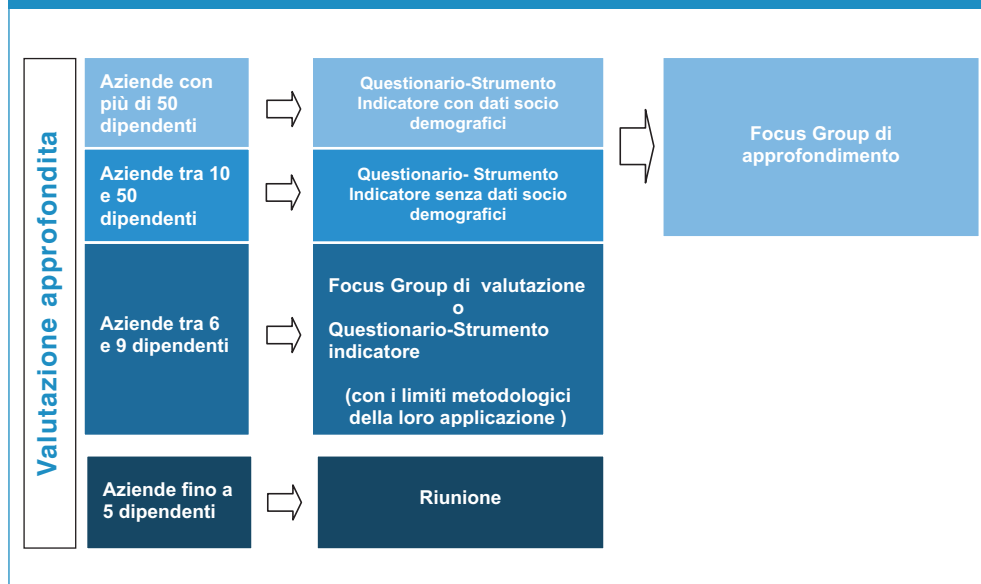 Valutazione approfondita
Aziende con
più di 50
dipendenti
Questionario-Strumento
Indicatore con dati socio
demografici
Focus Group di
approfondimento
Aziende tra 10
e 50
dipendenti
Questionario- Strumento
Indicatore senza dati socio
demografici
Aziende tra 6
e 9 dipendenti
Focus Group di  valutazione
o
Questionario-Strumento
indicatore
(con i limiti metodologici
della loro applicazione )
Aziende fino a
5 dipendenti
Riunione